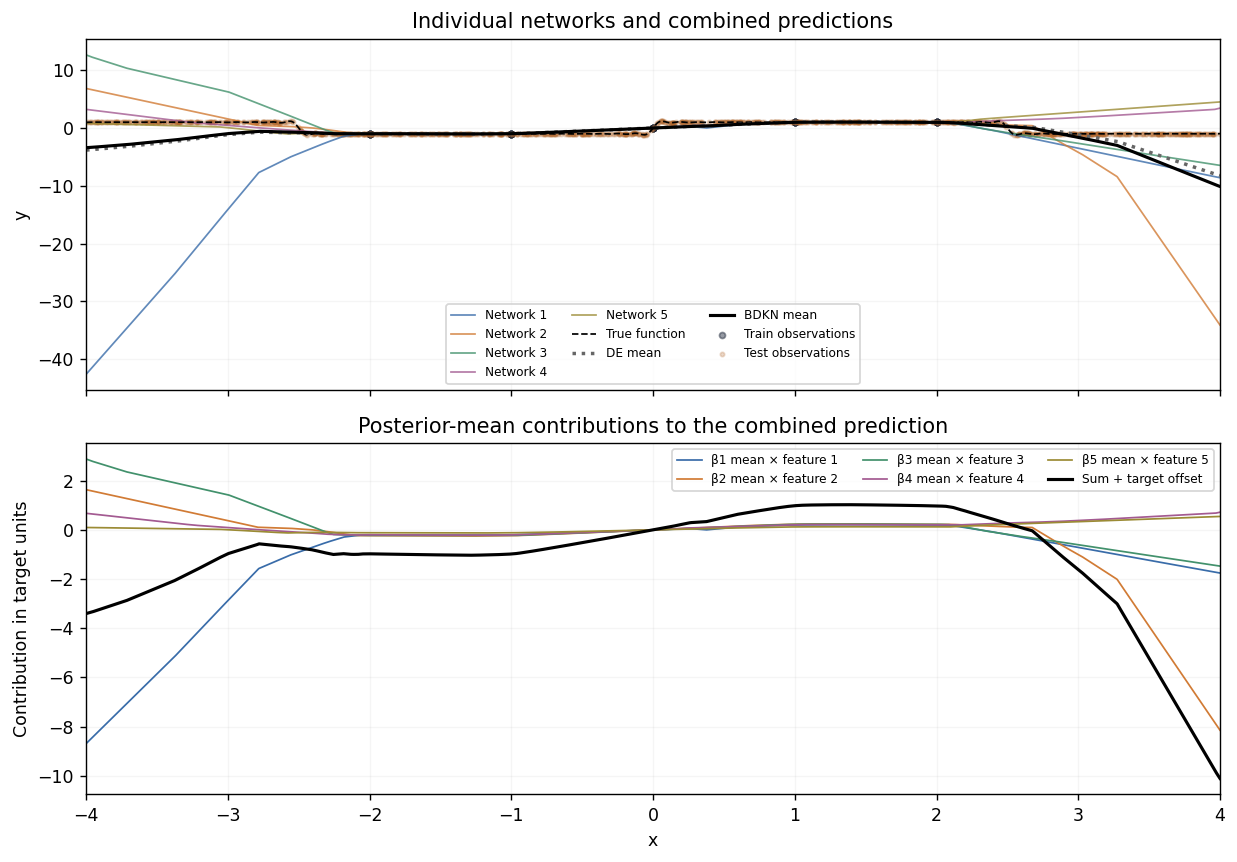 Individual networks and combined predictions
10
0
−10
−20
−30
−40
y
Network 1
Network 2
Network 3
Network 4
Network 5
True function
DE mean
BDKN mean
Train observations
Test observations
Posterior-mean contributions to the combined prediction
2
0
−2
−4
−6
−8
−10
Contribution in target units
β1 mean × feature 1
β2 mean × feature 2
β3 mean × feature 3
β4 mean × feature 4
β5 mean × feature 5
Sum + target offset
−4 −3 −2 −1 0 1 2 3 4
x